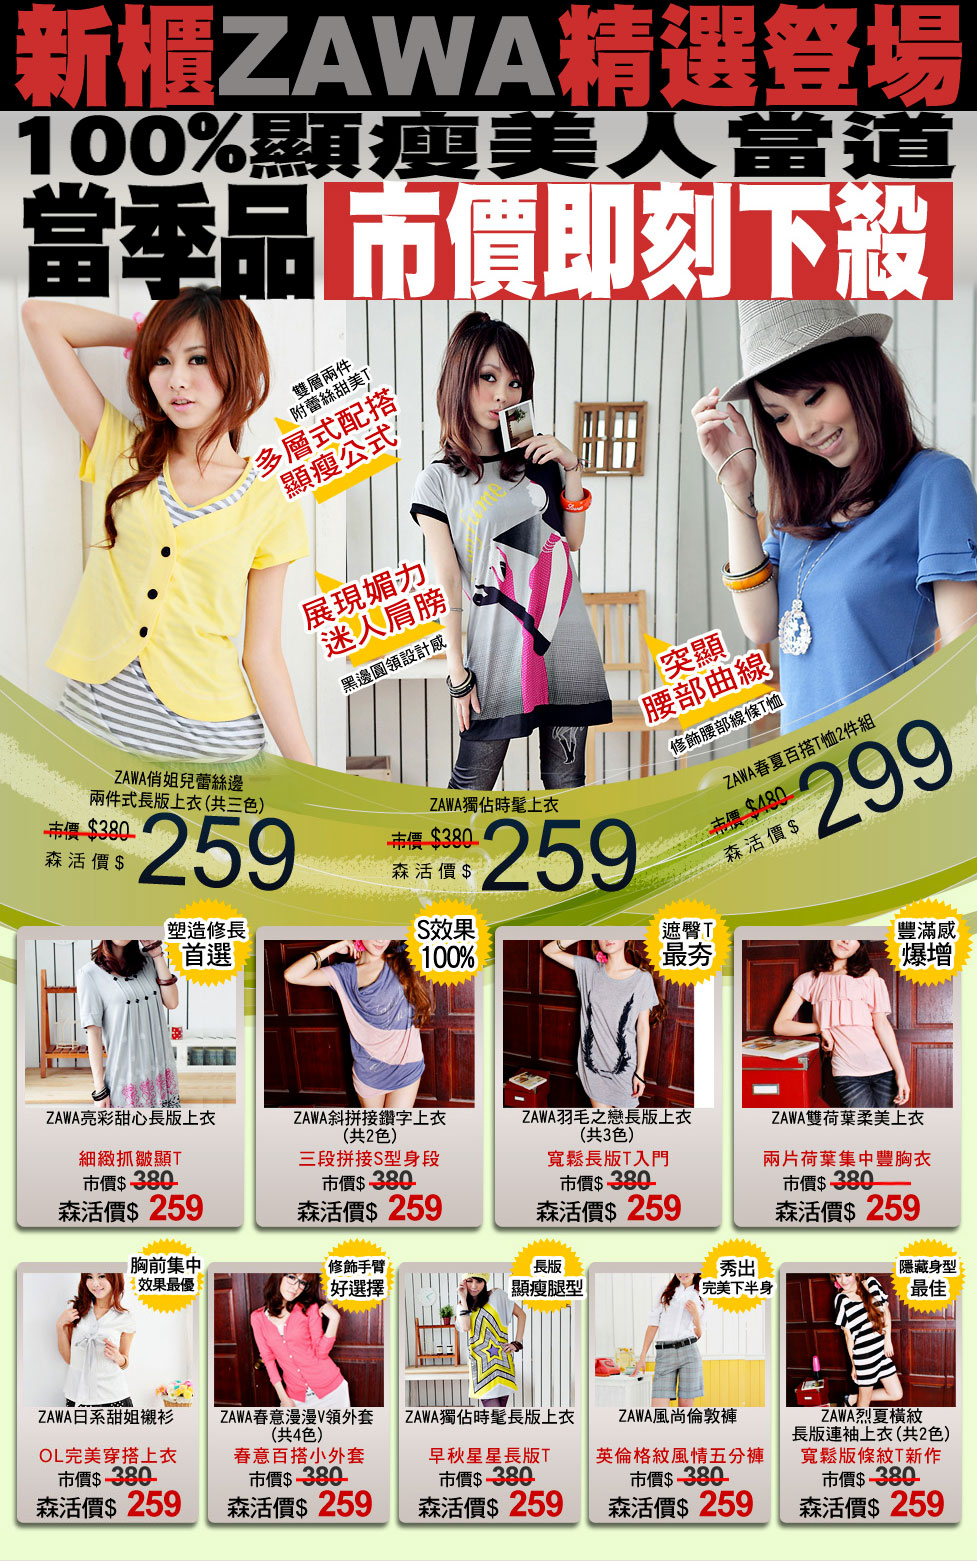 新櫃ZAWA精選登場
100%顯瘦美人當道
當季品 市價即刻下殺
雙層兩件
附蕾絲甜美T
多層式配搭
顯瘦公式
展現媚力
迷人肩膀
黑邊圓領設計感
突顯
腰部曲線
修飾腰部線條T恤
ZAWA俏姐兒蕾絲邊
兩件式長版上衣(共三色)
市價 $380
森活價$ 259
ZAWA獨佔時髦上衣
市價 $380
森活價$ 259
ZAWA春夏百搭T恤2件組
市價 $480
森活價$ 299
塑造修長
首選
ZAWA亮彩甜心長版上衣
細緻抓皺顯T
市價$ 380
森活價$ 259
S效果
100%
ZAWA斜拼接鑽字上衣
(共2色)
三段拼接S型身段
市價$ 380
森活價$ 259
遮臀T
最夯
ZAWA羽毛之戀長版上衣
(共3色)
寬鬆長版T入門
市價$ 380
森活價$ 259
豐滿感
爆增
ZAWA雙荷葉柔美上衣
兩片荷葉集中豐胸衣
市價$ 380
森活價$ 259
胸前集中
效果最優
ZAWA日系甜姐襯衫
OL完美穿搭上衣
市價$ 380
森活價$ 259
修飾手臂
好選擇
ZAWA春意漫漫V領外套
(共4色)
春意百搭小外套
市價$ 380
森活價$ 259
長版
顯瘦腿型
ZAWA獨佔時髦長版上衣
早秋星星長版T
市價$ 380
森活價$ 259
秀出
完美下半身
ZAWA風尚倫敦褲
英倫格紋風情五分褲
市價$ 380
森活價$ 259
隱藏身型
最佳
ZAWA烈夏橫紋
長版連袖上衣(共2色)
寬鬆版條紋T新作
市價$ 380
森活價$ 259